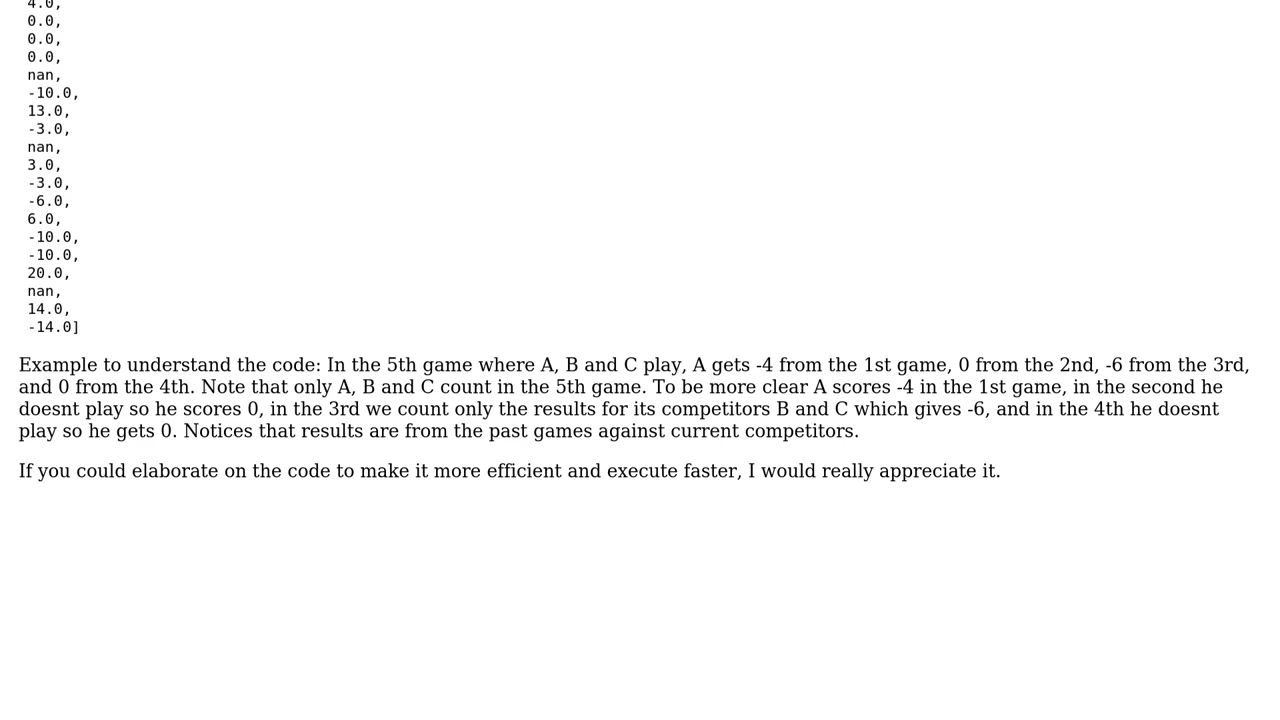 4.0,
0.0,
0.0,
0.0,
nan,
-10.0,
13.0,
-3.0,
nan,
3.0,
-3.0,
-6.0,
6.0,
-10.0,
-10.0,
20.0,
nan,
14.0,
-14.0]
Example to understand the code: In the 5th game where A, B and C play, A gets -4 from the 1st game, 0 from the 2nd, -6 from the 3rd,
and 0 from the 4th. Note that only A, B and C count in the 5th game. To be more clear A scores -4 in the 1st game, in the second he
doesnt play so he scores 0, in the 3rd we count only the results for its competitors B and C which gives -6, and in the 4th he doesnt
play so he gets 0. Notices that results are from the past games against current competitors.
If you could elaborate on the code to make it more efficient and execute faster, I would really appreciate it.